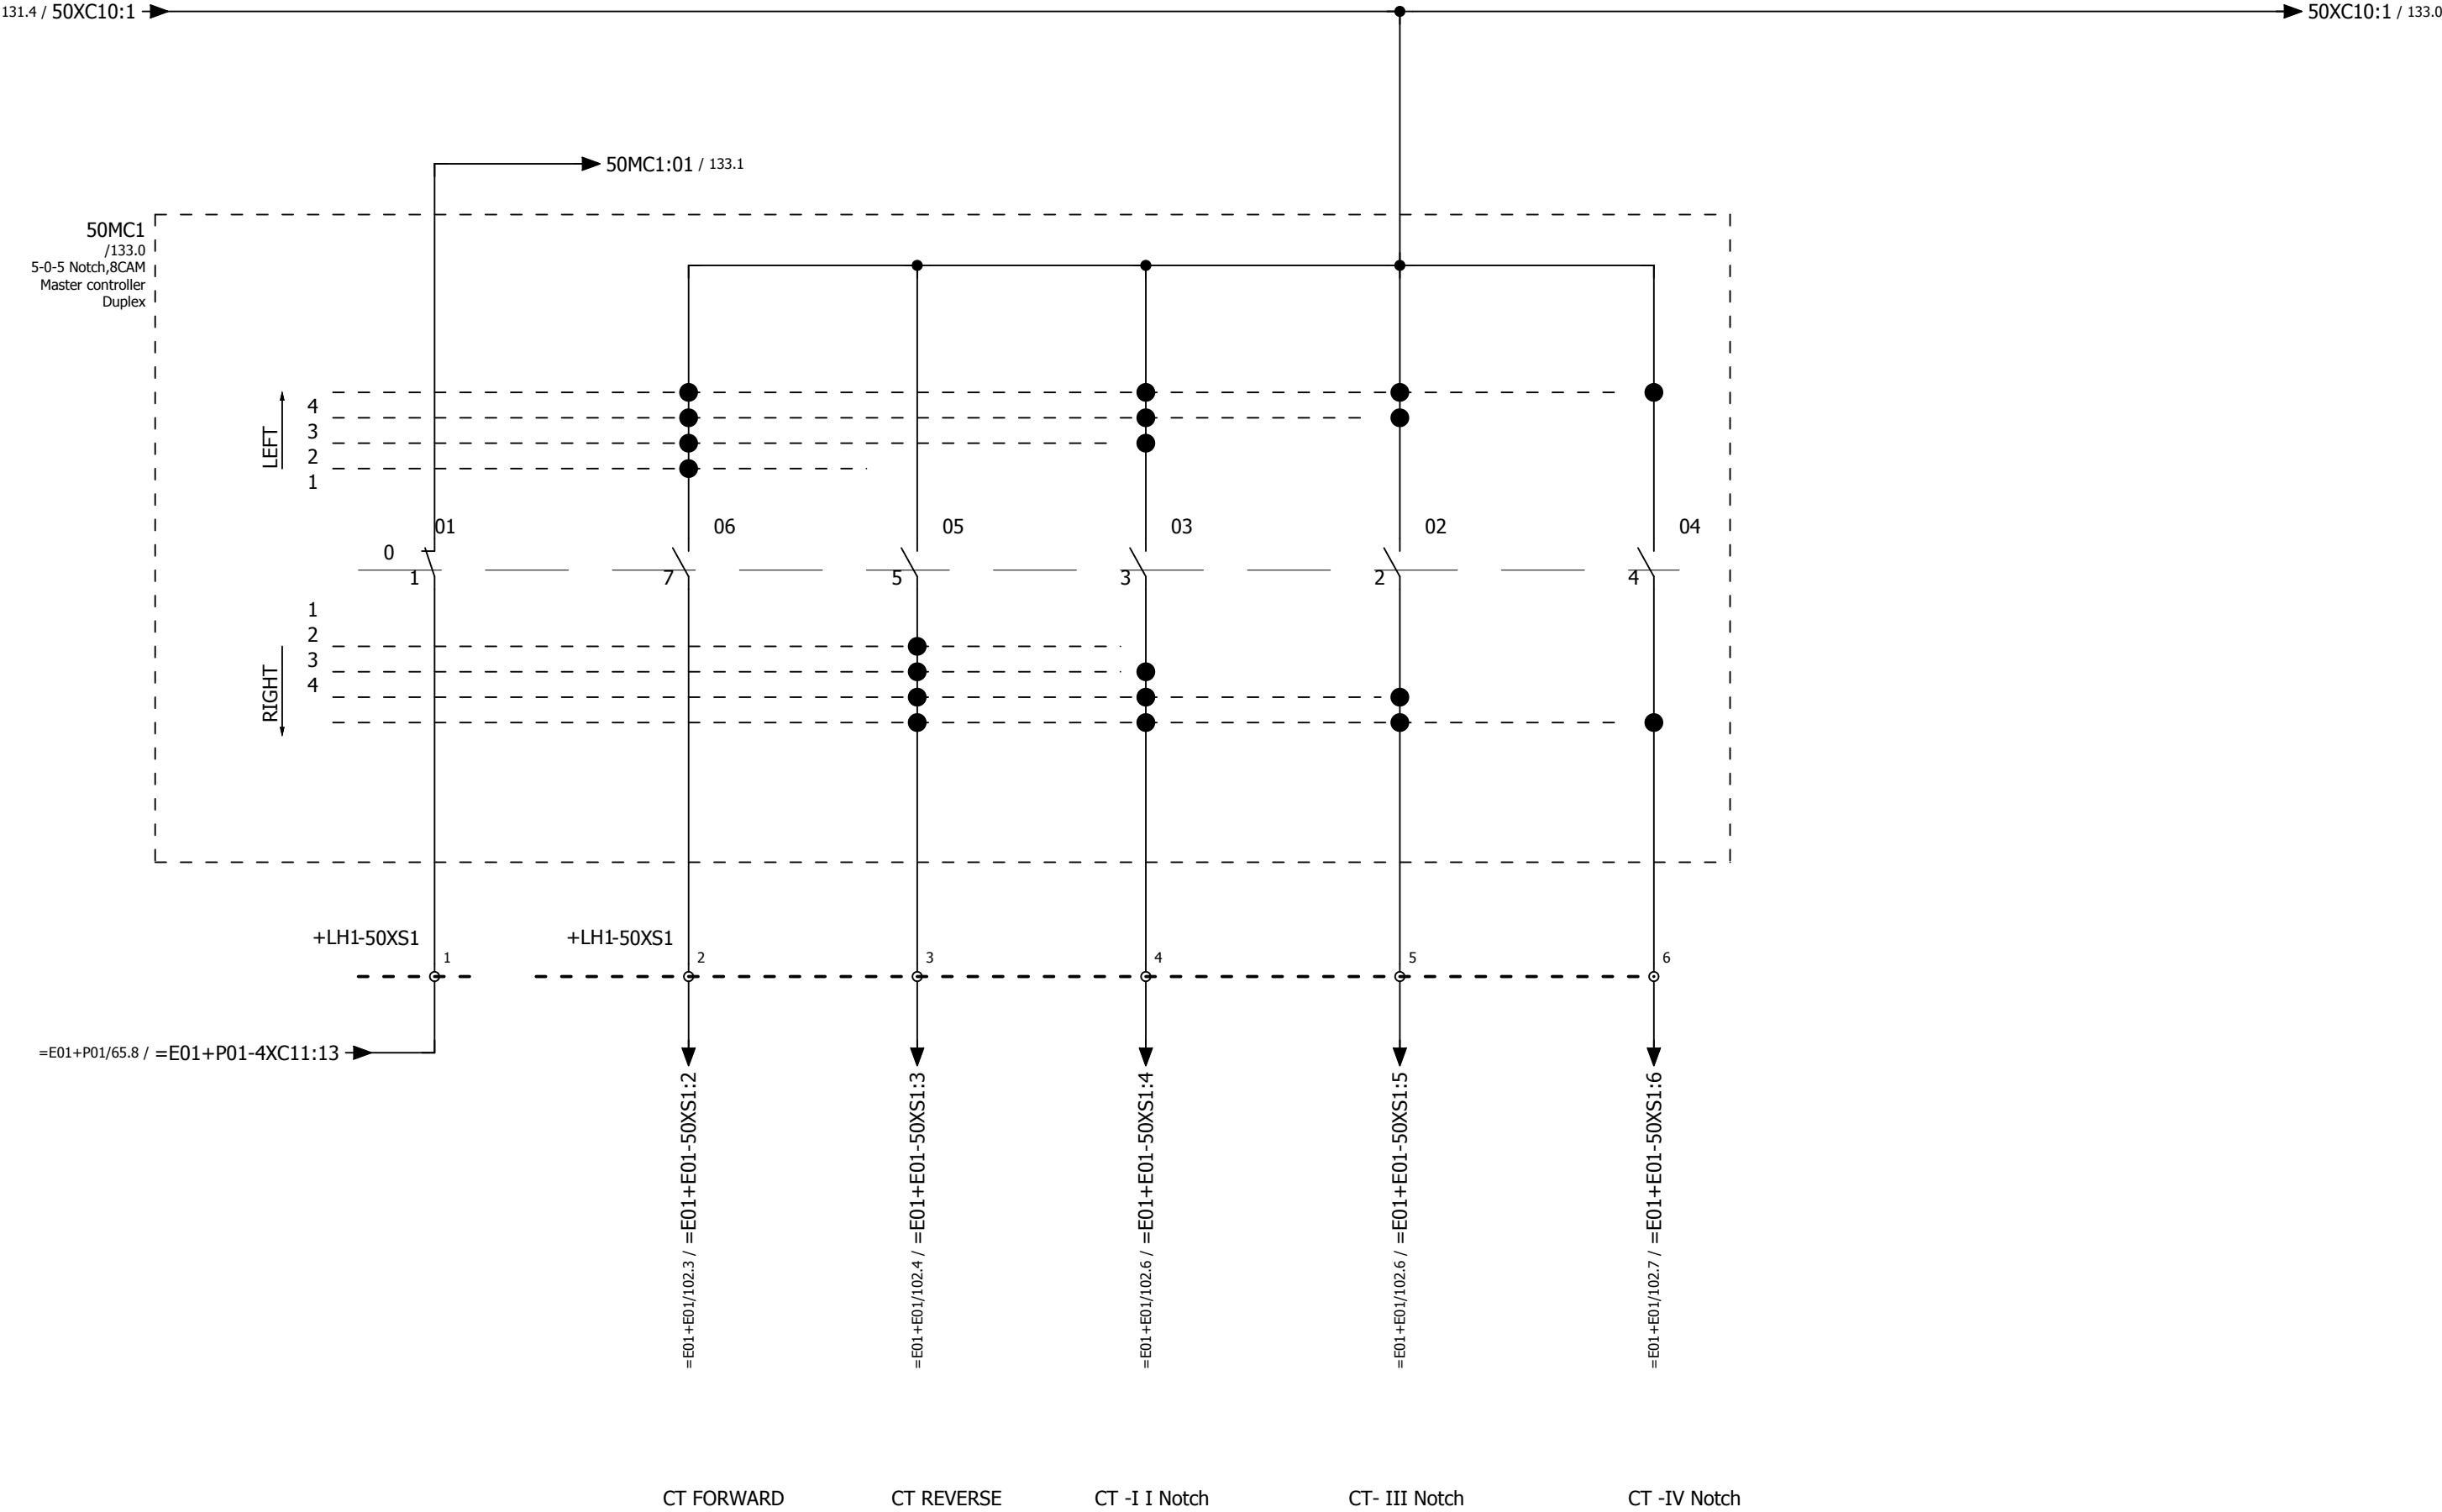 131.4 / 50XC10:1
50XC10:1 / 133.0
50MC1:01 / 133.1
50MC1
/133.0
5-0-5 Notch,8CAM
Master controller
Duplex
LEFT
4
3
2
1
01
06
05
03
02
04
0
1
7
5
3
2
4
RIGHT
1
2
3
4
+LH1-50XS1
+LH1-50XS1
1
2
3
4
5
6
=E01+P01/65.8 / =E01+P01-4XC11:13
=E01+E01/102.3 / =E01+E01-50XS1:2
=E01+E01/102.4 / =E01+E01-50XS1:3
=E01+E01/102.6 / =E01+E01-50XS1:4
=E01+E01/102.6 / =E01+E01-50XS1:5
=E01+E01/102.7 / =E01+E01-50XS1:6
CT FORWARD
CT REVERSE
CT -I I Notch
CT- III Notch
CT -IV Notch